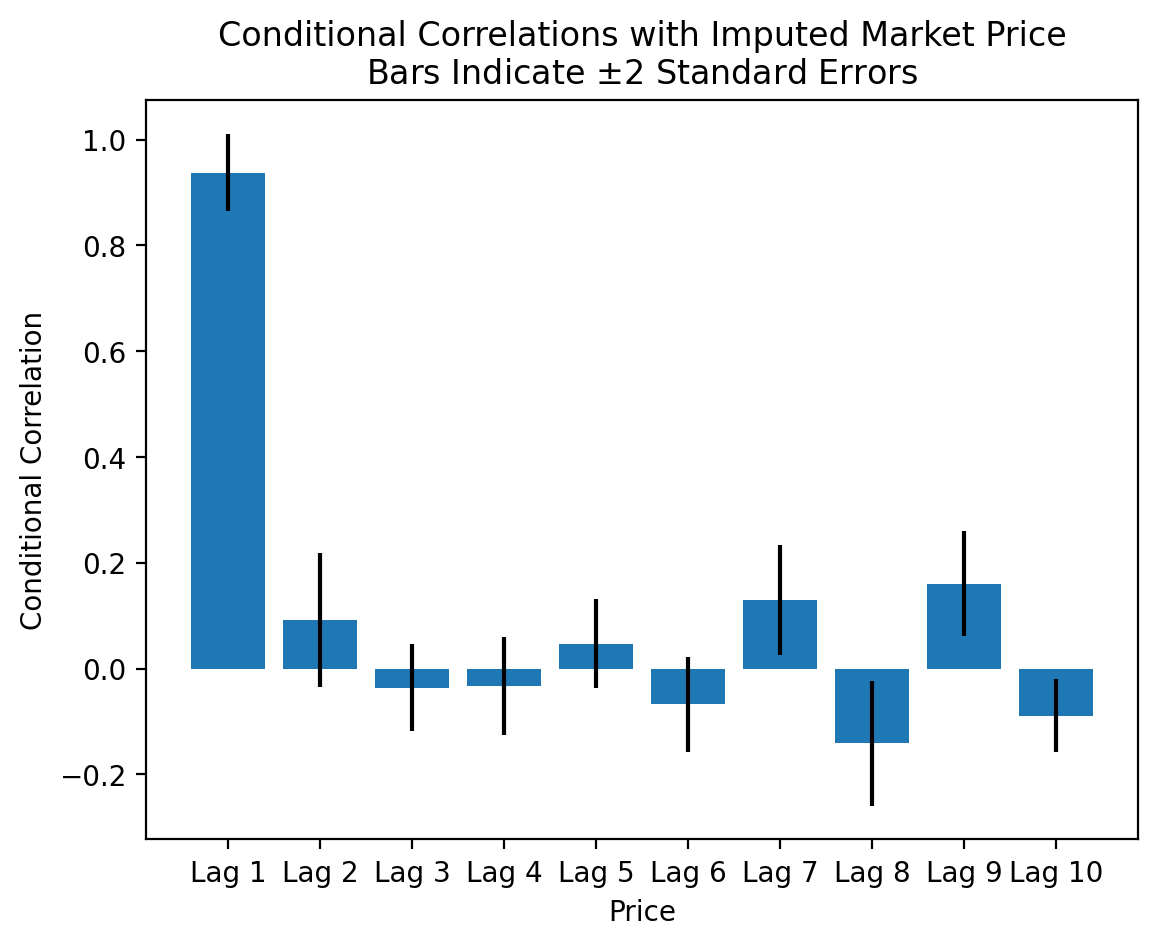 Conditional Correlations with Imputed Market Price
Bars Indicate ±2 Standard Errors
Conditional Correlation
1.0
0.8
0.6
0.4
0.2
0.0
−0.2
Lag 1 Lag 2 Lag 3 Lag 4 Lag 5 Lag 6 Lag 7 Lag 8 Lag 9 Lag 10
Price